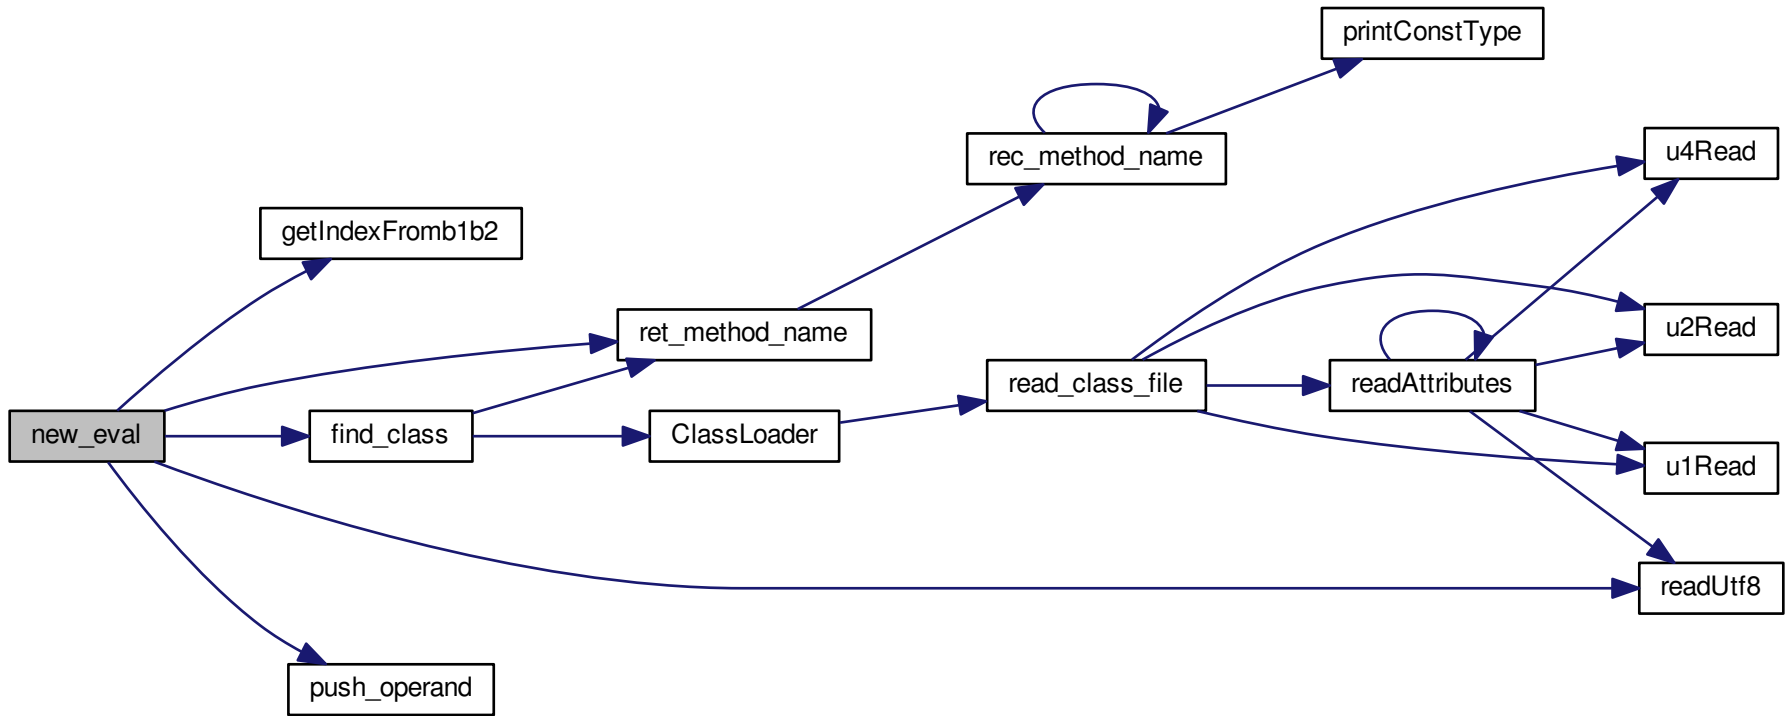 printConstType
rec_method_name
u4Read
getIndexFromb1b2
ret_method_name
u2Read
read_class_file
readAttributes
new_eval
find_class
ClassLoader
u1Read
readUtf8
push_operand